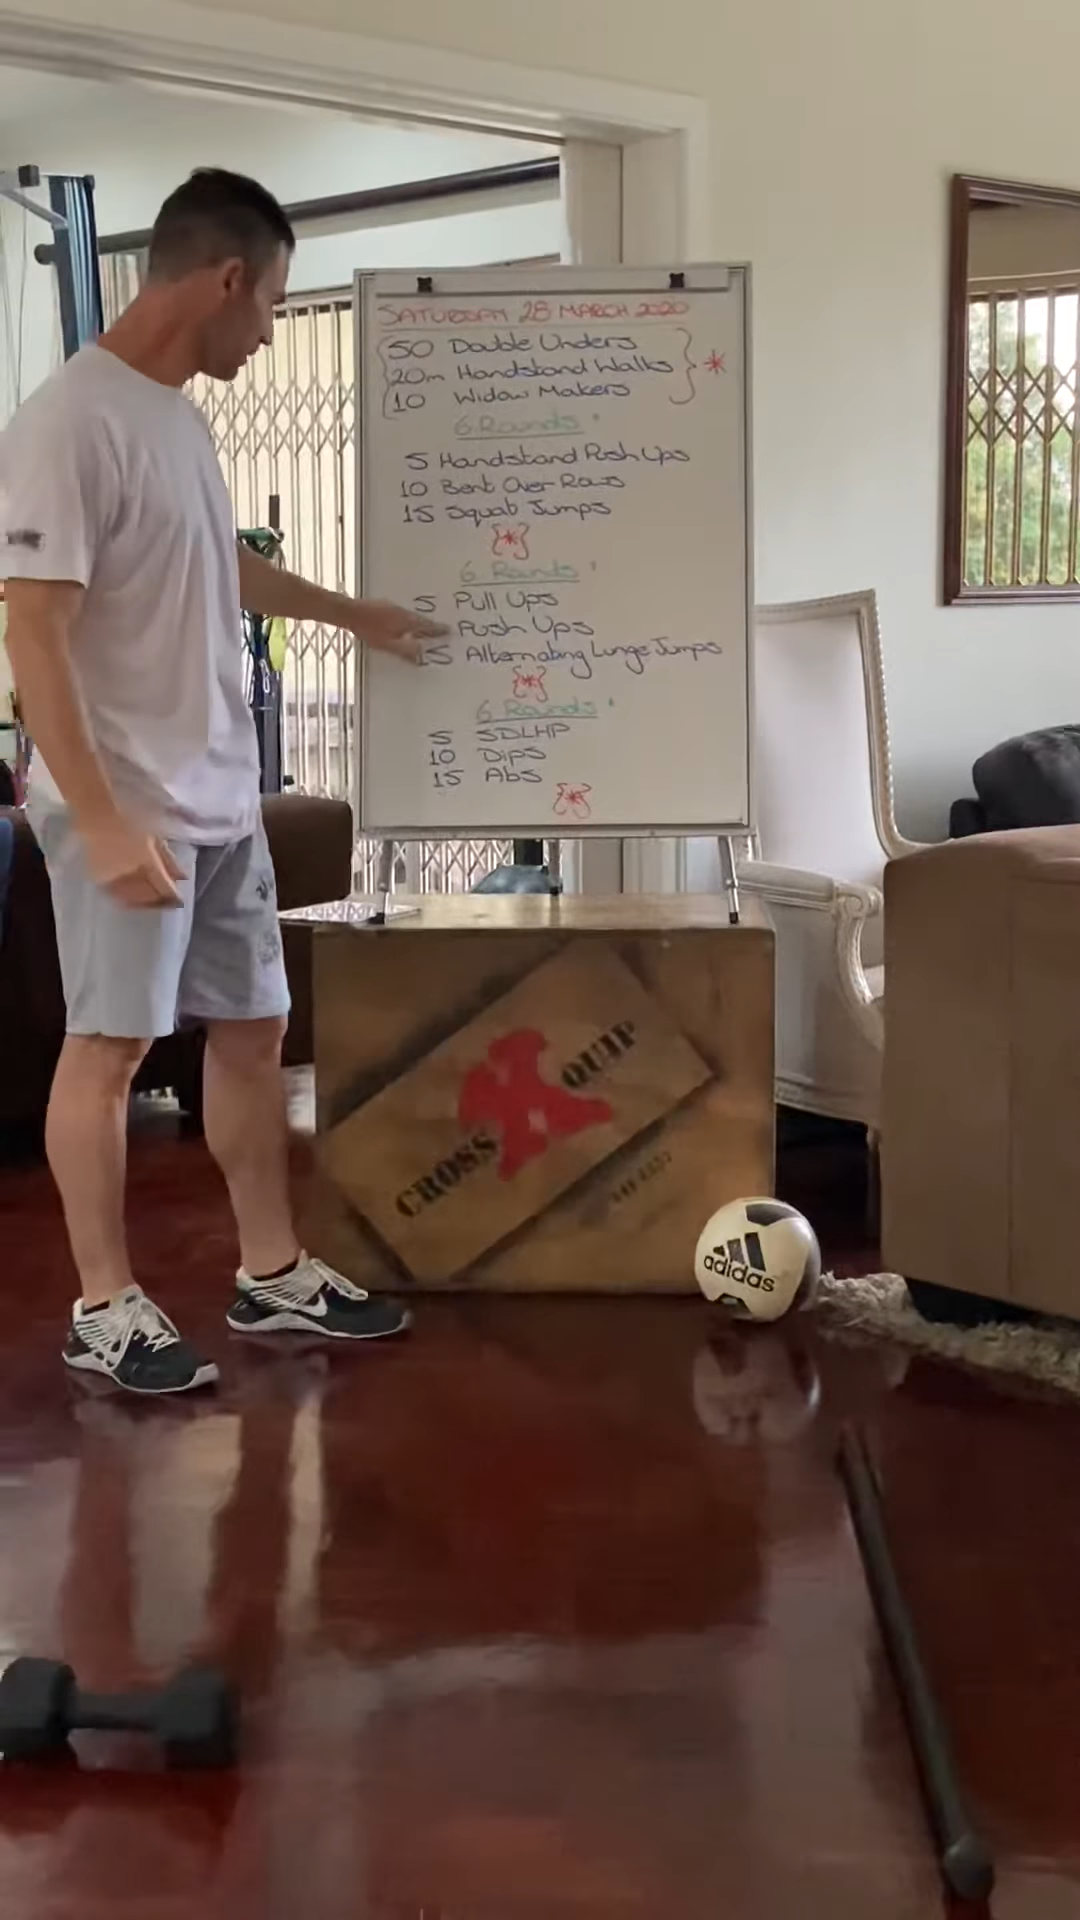 SATURDAY 28 MARCH 2020
50 Double Unders
20m Handstand Walks *
10 Widow Makers
6 Rounds
5 Handstand Push Ups
10 Bent Over Rows
15 Squat Jumps
{*}
6 Rounds
5 Pull Ups
Push Ups
15 Alternating Lunge Jumps
{*}
6 Rounds
5 SDLHP
10 Dips
15 Abs
{*}
CROSS QUIP
adidas